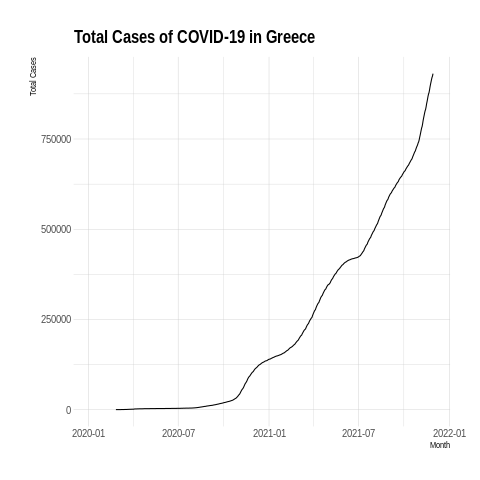 Total Cases of COVID-19 in Greece
Total Cases
750000
500000
250000
0
2020-01 2020-07 2021-01 2021-07 2022-01
Month